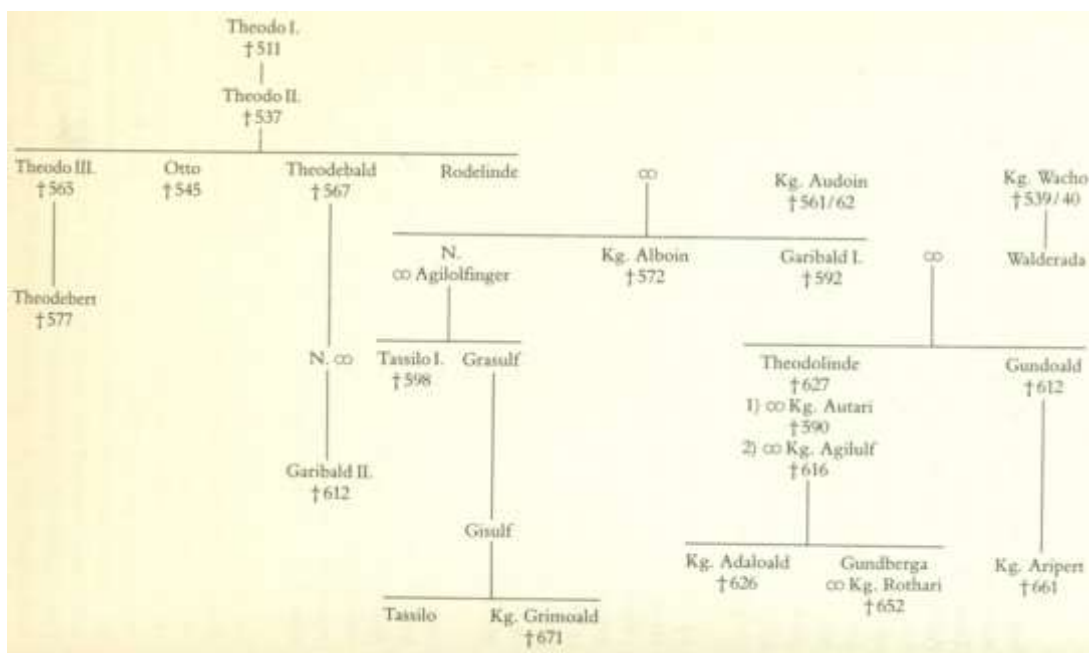 Theodo I.
†511
Theodo II.
†537
Theodo III. Otto Theodebald Rodelinde ∞ Kg. Audoin Kg. Wacho
†565 †545 †567 †561/62 †539/40
N. Kg. Alboin Garibald I. ∞ Walderada
∞ Agilolfinger †572 †592
Theodebert
†577
N. ∞ Tassilo I. Grasulf Theodolinde Gundoald
†598 †627 †612
1) ∞ Kg. Autari
†590
2) ∞ Kg. Agilulf
†616
Garibald II.
†612
Gisulf
Kg. Adaloald Gundberga Kg. Aripert
†626 ∞ Kg. Rothari †661
†652
Tassilo Kg. Grimoald
†671